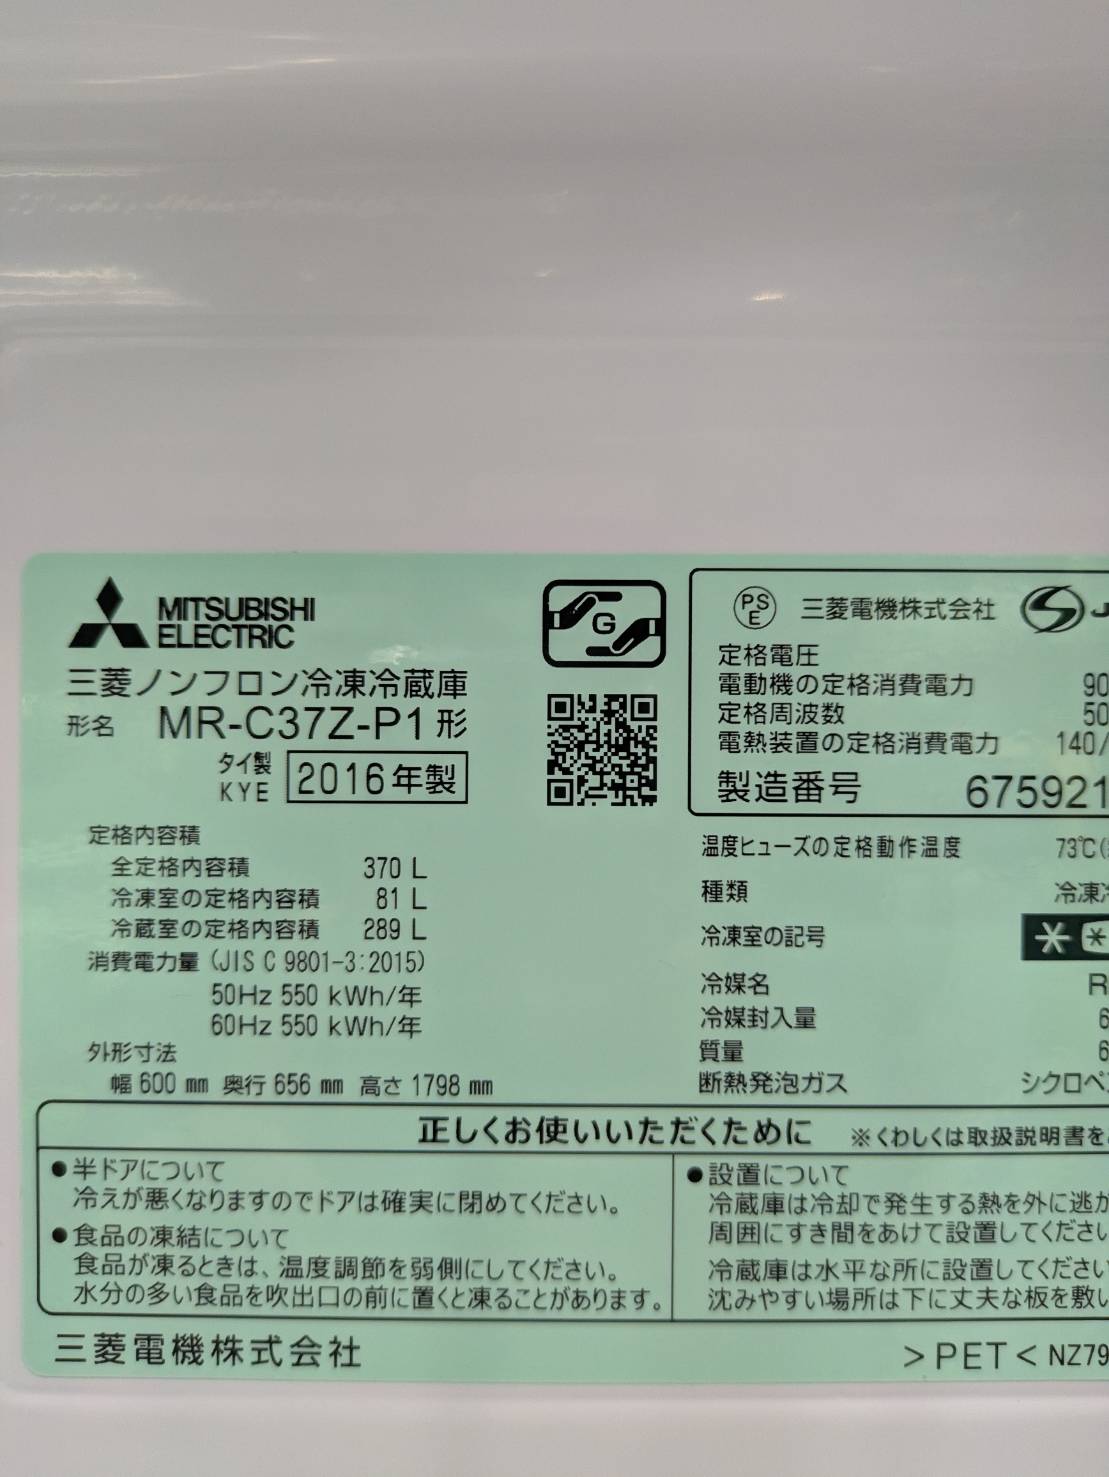 MITSUBISHI
ELECTRIC
三菱ノンフロン冷凍冷蔵庫
形名 MR-C37Z-P1形
タイ製
KYE
2016年製
G
定格内容積
全定格内容積 370 L
冷凍室の定格内容積 81 L
冷蔵室の定格内容積 289 L
消費電力量 (JIS C 9801-3:2015)
50Hz 550 kWh/年
60Hz 550 kWh/年
外形寸法
幅 600 mm 奥行 656 mm 高さ 1798 mm
PS
E
三菱電機株式会社
定格電圧
電動機の定格消費電力 90
定格周波数 50
電熱装置の定格消費電力 140/
製造番号 675921
温度ヒューズの定格動作温度 73℃(
種類 冷凍
冷凍室の記号
冷媒名 R
冷媒封入量 6
質量 6
断熱発泡ガス シクロペ
正しくお使いいただくために ※くわしくは取扱説明書を
●半ドアについて
冷えが悪くなりますのでドアは確実に閉めてください。
●食品の凍結について
食品が凍るときは、温度調節を弱側にしてください。
水分の多い食品を吹出口の前に置くと凍ることがあります。
●設置について
冷蔵庫は冷却で発生する熱を外に逃が
周囲にすき間をあけて設置してください
冷蔵庫は水平な所に設置してください
沈みやすい場所は下に丈夫な板を敷い
三菱電機株式会社
>PET< NZ79